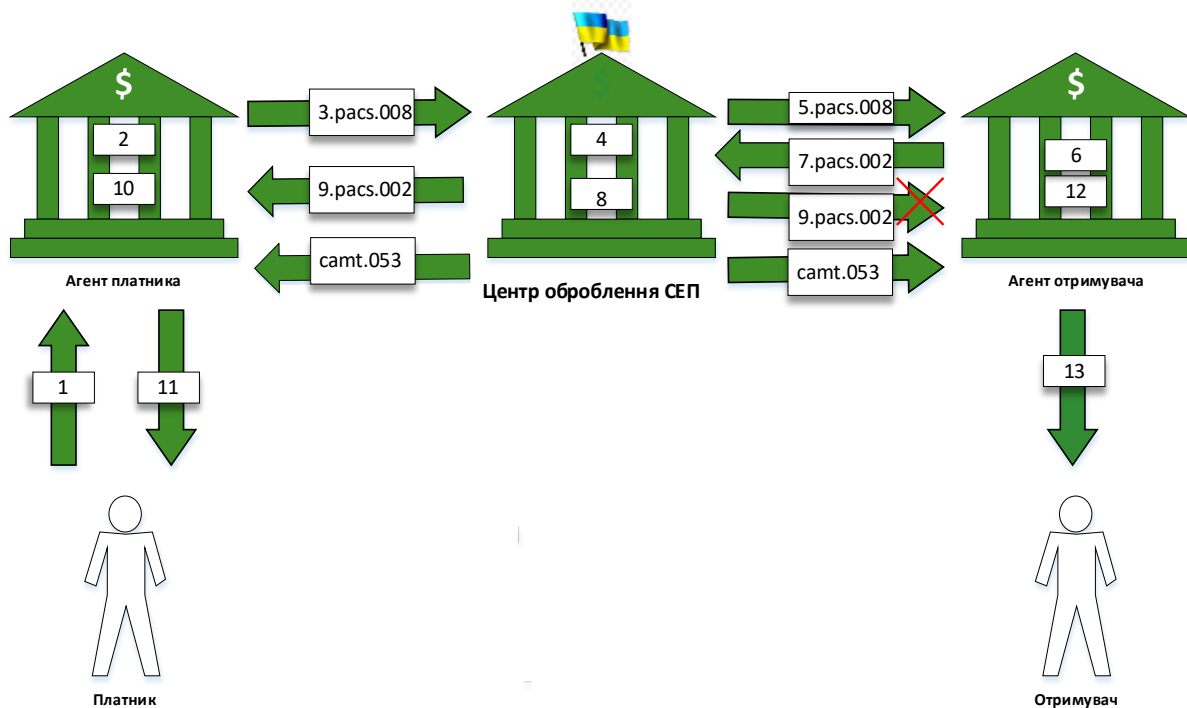 $
$
$
3.pacs.008
5.pacs.008
2
4
7.pacs.002
6
10
9.pacs.002
8
12
9.pacs.002
camt.053
camt.053
Агент платника
Центр оброблення СЕП
Агент отримувача
1
11
13
Платник
Отримувач